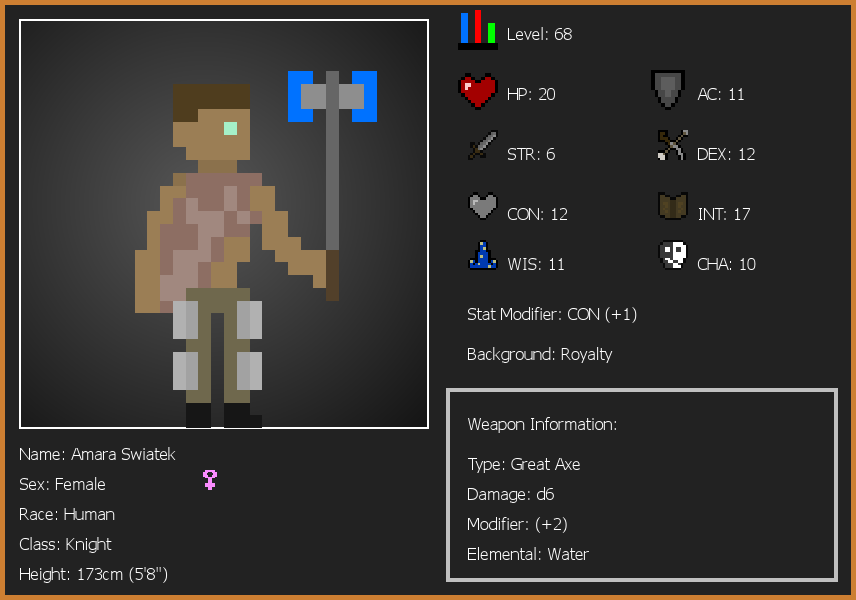 Level: 68
HP: 20
AC: 11
STR: 6
DEX: 12
CON: 12
INT: 17
WIS: 11
CHA: 10
Stat Modifier: CON (+1)
Background: Royalty
Weapon Information:
Type: Great Axe
Damage: d6
Modifier: (+2)
Elemental: Water
Name: Amara Swiatek
Sex: Female
Race: Human
Class: Knight
Height: 173cm (5'8")